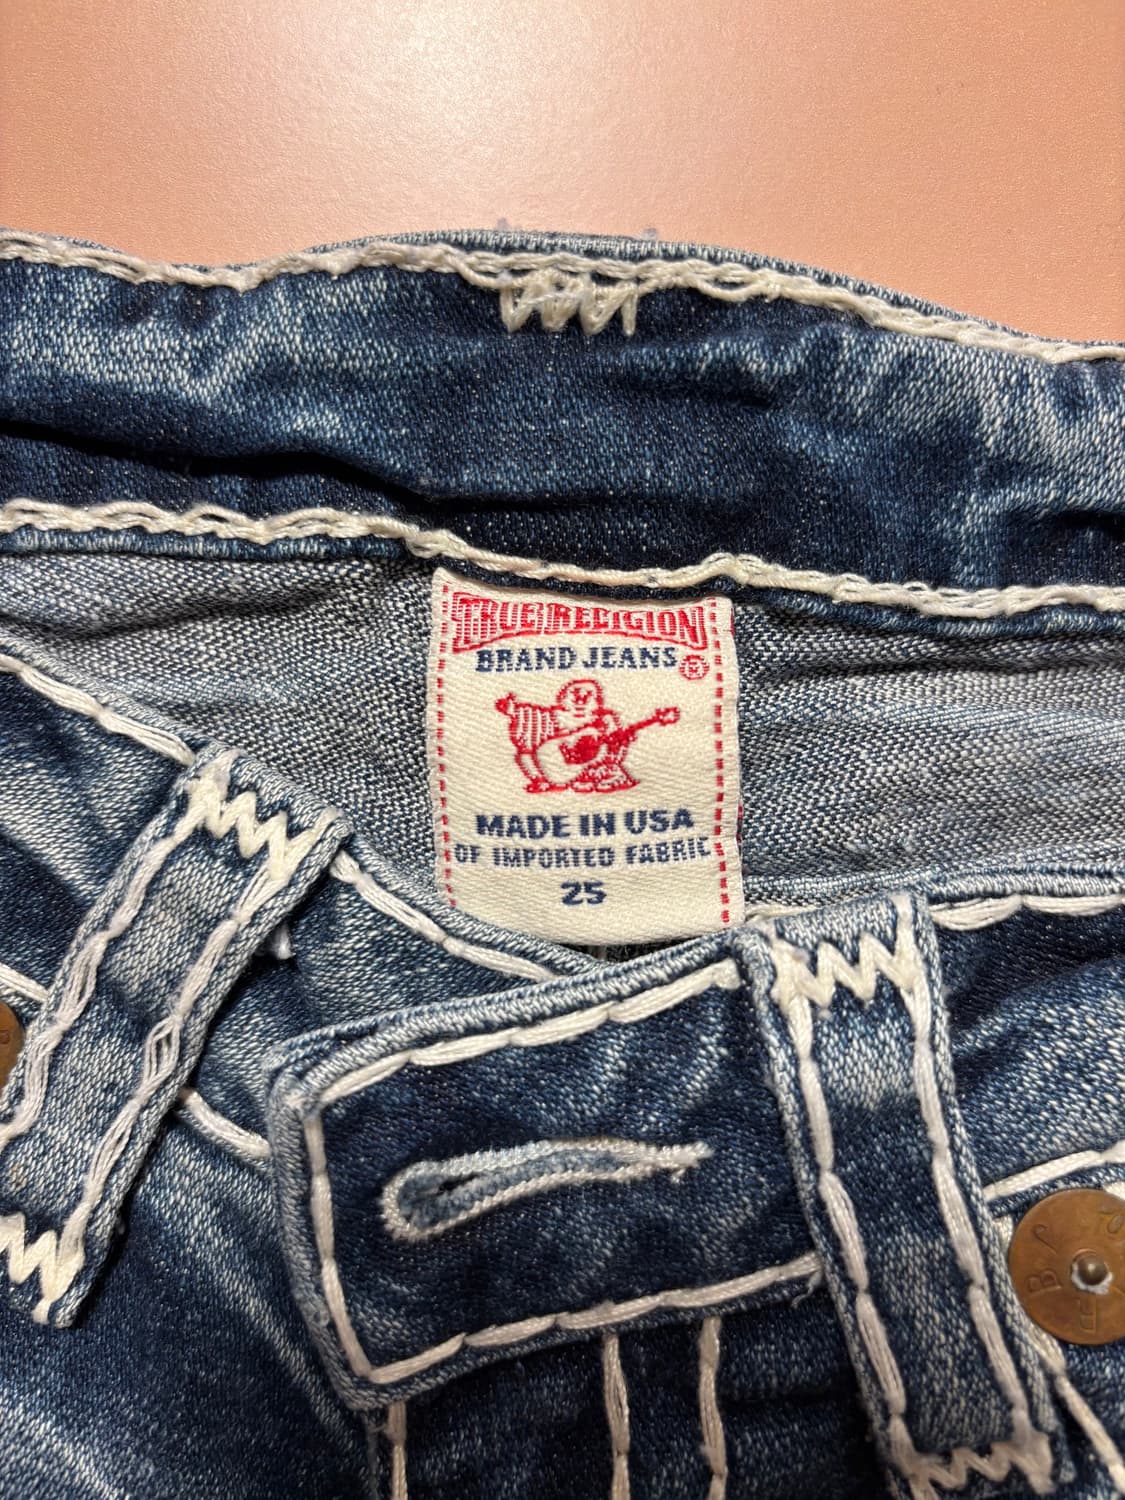 TRUE RELIGION
BRAND JEANS ®
MADE IN USA
OF IMPORTED FABRIC
25